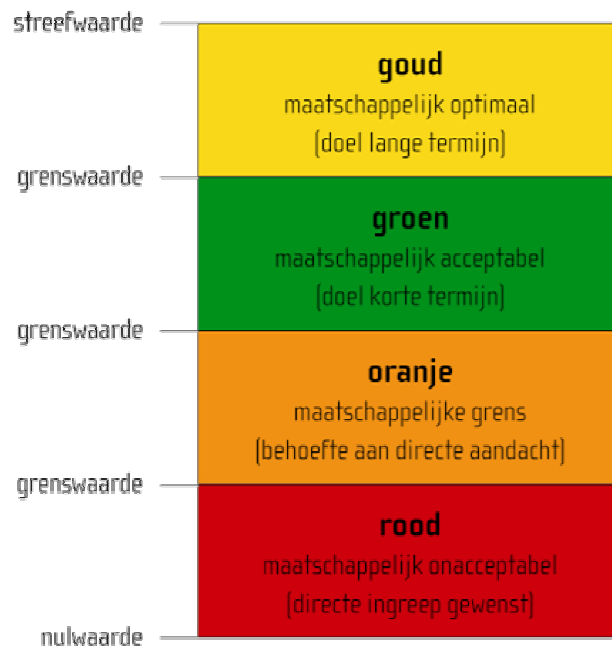 streefwaarde
goud
maatschappelijk optimaal
(doel lange termijn)
grenswaarde
groen
maatschappelijk acceptabel
(doel korte termijn)
grenswaarde
oranje
maatschappelijke grens
(behoefte aan directe aandacht)
grenswaarde
rood
maatschappelijk onacceptabel
(directe ingreep gewenst)
nulwaarde